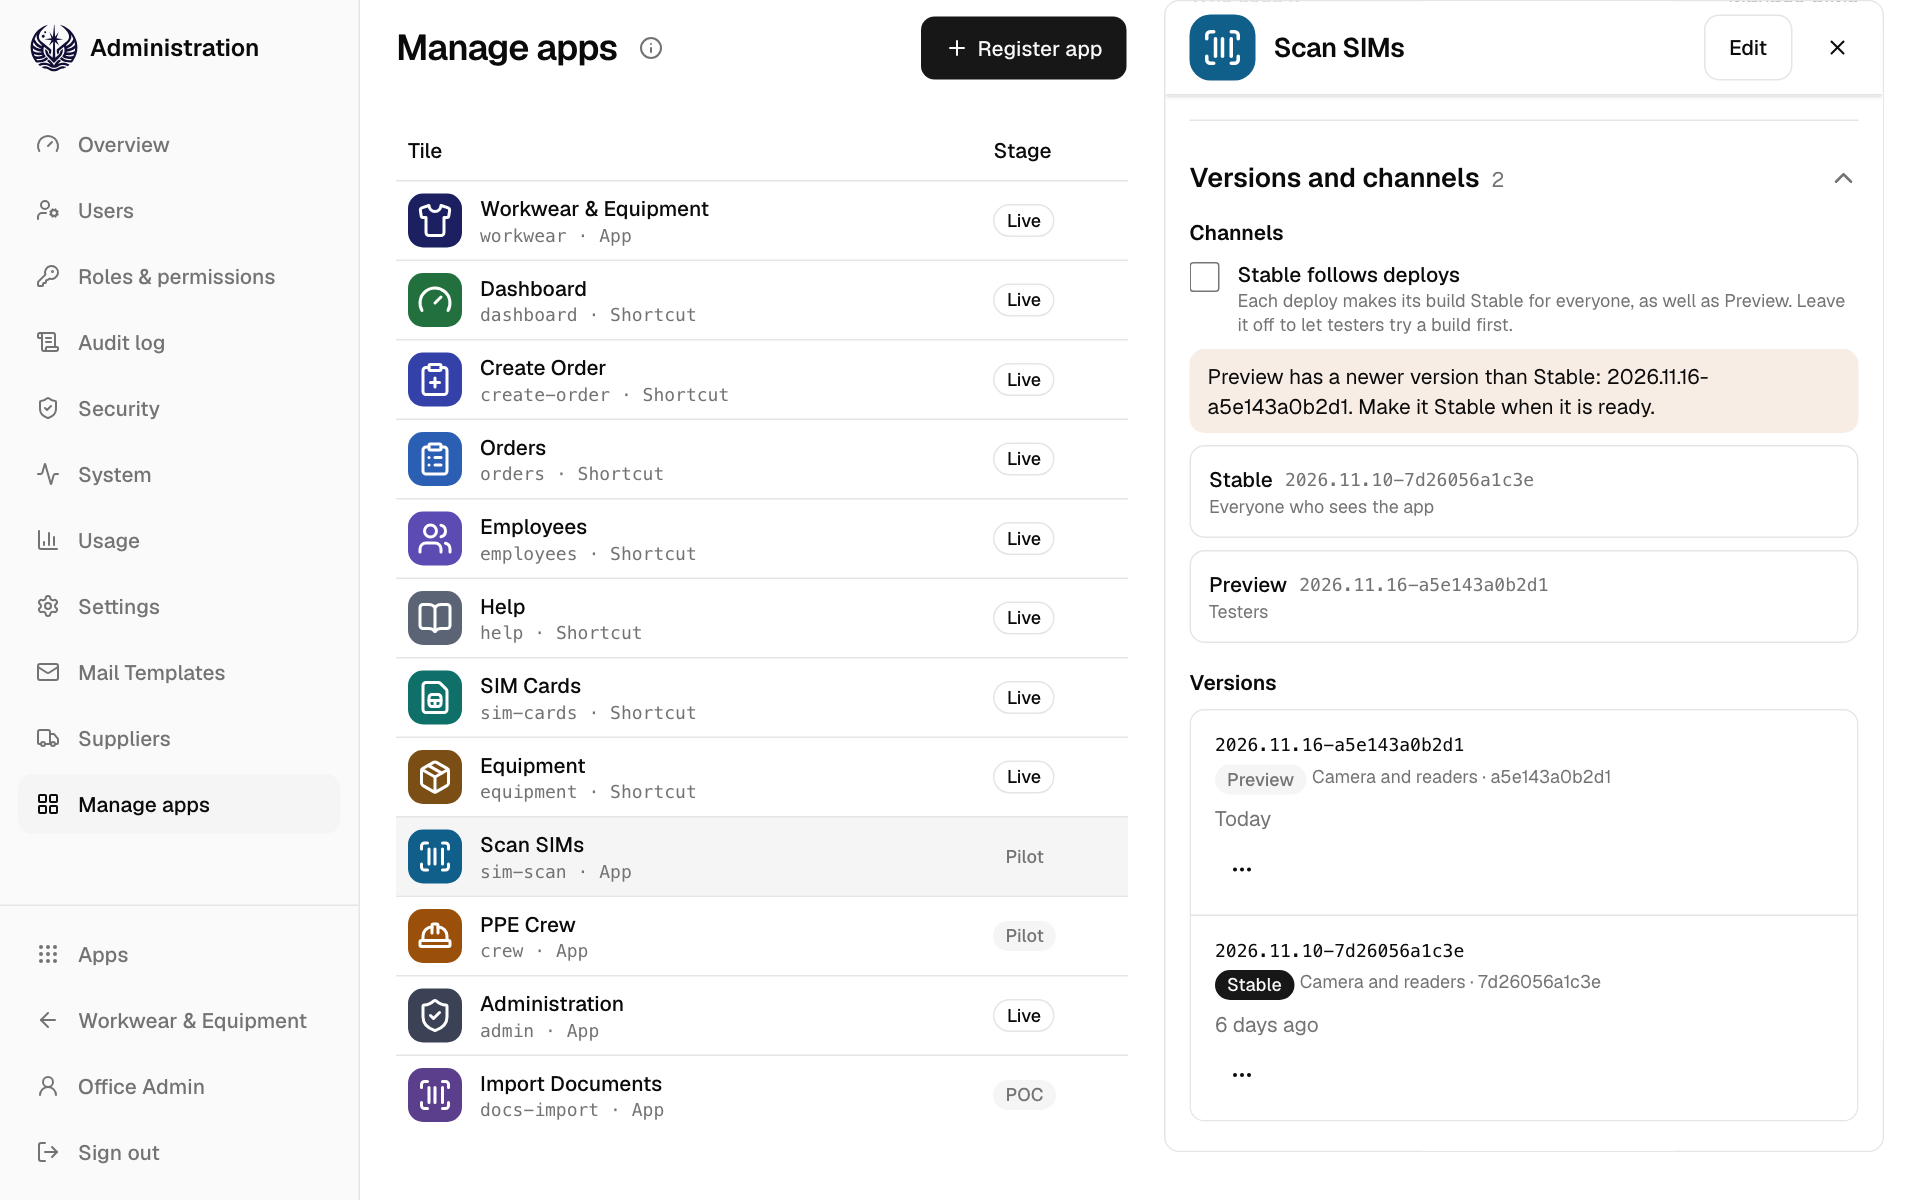 Administration
Overview
Users
Roles & permissions
Audit log
Security
System
Usage
Settings
Mail Templates
Suppliers
Manage apps
Apps
Workwear & Equipment
Office Admin
Sign out
Manage apps
Register app
Tile
Stage
Workwear & Equipment
workwear · App
Live
Dashboard
dashboard · Shortcut
Live
Create Order
create-order · Shortcut
Live
Orders
orders · Shortcut
Live
Employees
employees · Shortcut
Live
Help
help · Shortcut
Live
SIM Cards
sim-cards · Shortcut
Live
Equipment
equipment · Shortcut
Live
Scan SIMs
sim-scan · App
Pilot
PPE Crew
crew · App
Pilot
Administration
admin · App
Live
Import Documents
docs-import · App
POC
Scan SIMs
Edit
Versions and channels 2
Channels
Stable follows deploys
Each deploy makes its build Stable for everyone, as well as Preview. Leave
it off to let testers try a build first.
Preview has a newer version than Stable: 2026.11.16-
a5e143a0b2d1. Make it Stable when it is ready.
Stable 2026.11.10-7d26056a1c3e
Everyone who sees the app
Preview 2026.11.16-a5e143a0b2d1
Testers
Versions
2026.11.16-a5e143a0b2d1
Preview Camera and readers · a5e143a0b2d1
Today
2026.11.10-7d26056a1c3e
Stable Camera and readers · 7d26056a1c3e
6 days ago